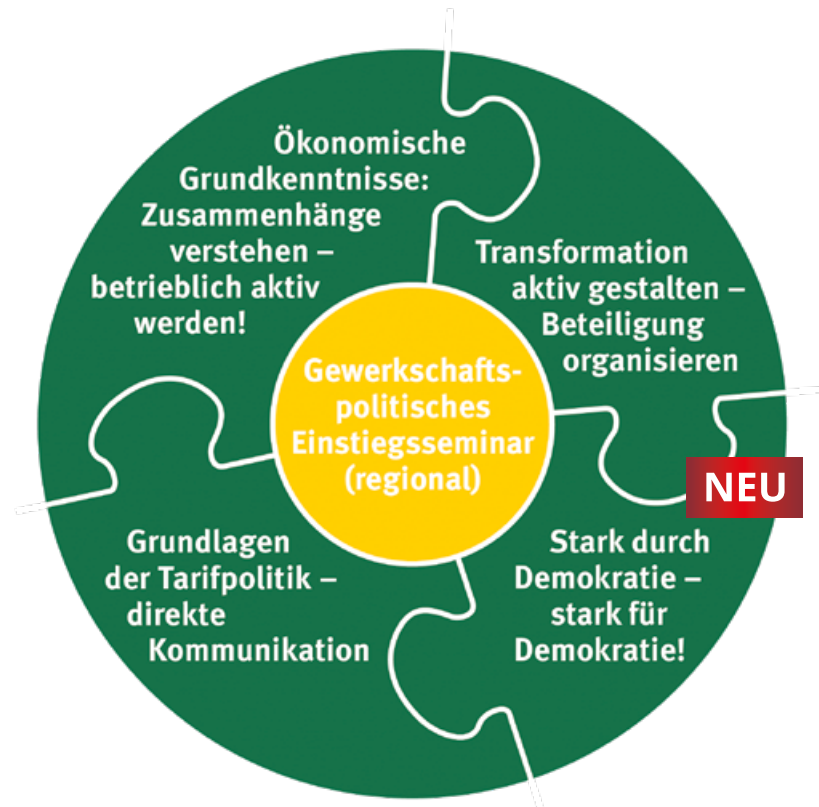 Ökonomische
Grundkenntnisse:
Zusammenhänge
verstehen –
betrieblich aktiv
werden!
Transformation
aktiv gestalten –
Beteiligung
organisieren
Gewerkschafts-
politisches
Einstiegsseminar
(regional)
NEU
Grundlagen
der Tarifpolitik –
direkte
Kommunikation
Stark durch
Demokratie –
stark für
Demokratie!